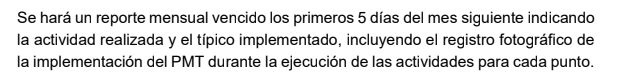 Se hará un reporte mensual vencido los primeros 5 días del mes siguiente indicando
la actividad realizada y el típico implementado, incluyendo el registro fotográfico de
la implementación del PMT durante la ejecución de las actividades para cada punto.